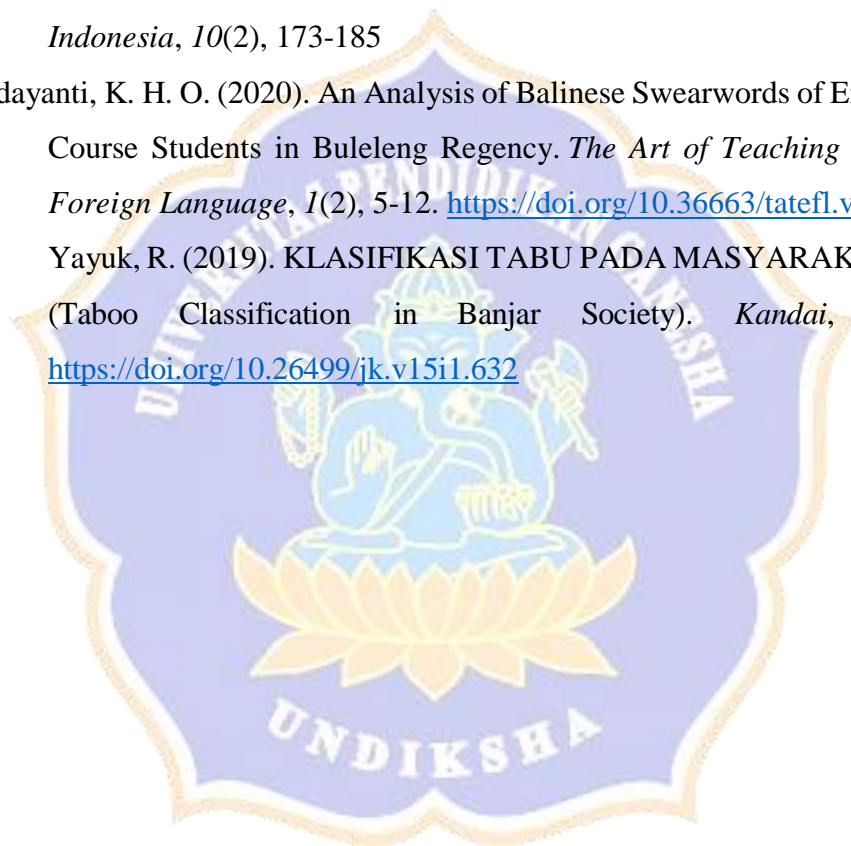 Indonesia, 10(2), 173-185
dayanti, K. H. O. (2020). An Analysis of Balinese Swearwords of E
Course Students in Buleleng Regency. The Art of Teaching
Foreign Language, 1(2), 5-12. https://doi.org/10.36663/tatefl.v
Yayuk, R. (2019). KLASIFIKASI TABU PADA MASYARAK
(Taboo Classification in Banjar Society). Kandai,
https://doi.org/10.26499/jk.v15i1.632
UNIVERSITAS PENDIDIKAN GANESHA
UNDIKSHA